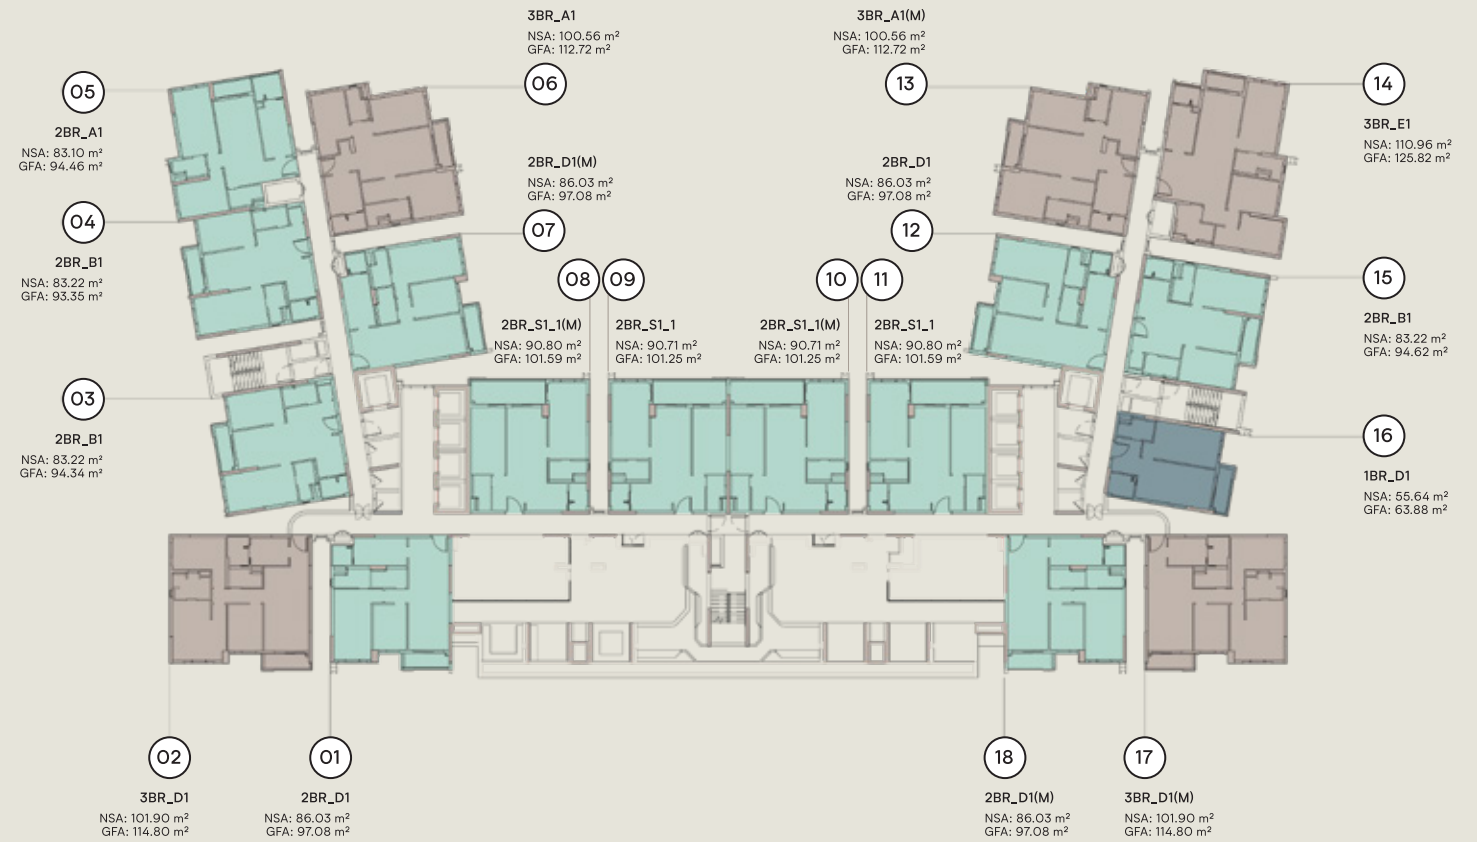 3BR_A1
NSA: 100.56 m²
GFA: 112.72 m²
06
3BR_A1(M)
NSA: 100.56 m²
GFA: 112.72 m²
13
05
2BR_A1
NSA: 83.10 m²
GFA: 94.46 m²
14
3BR_E1
NSA: 110.96 m²
GFA: 125.82 m²
2BR_D1(M)
NSA: 86.03 m²
GFA: 97.08 m²
07
2BR_D1
NSA: 86.03 m²
GFA: 97.08 m²
12
04
2BR_B1
NSA: 83.22 m²
GFA: 93.35 m²
08
2BR_S1_1(M)
NSA: 90.80 m²
GFA: 101.59 m²
09
2BR_S1_1
NSA: 90.71 m²
GFA: 101.25 m²
10
2BR_S1_1(M)
NSA: 90.71 m²
GFA: 101.25 m²
11
2BR_S1_1
NSA: 90.80 m²
GFA: 101.59 m²
15
2BR_B1
NSA: 83.22 m²
GFA: 94.62 m²
03
2BR_B1
NSA: 83.22 m²
GFA: 94.34 m²
16
1BR_D1
NSA: 55.64 m²
GFA: 63.88 m²
02
3BR_D1
NSA: 101.90 m²
GFA: 114.80 m²
01
2BR_D1
NSA: 86.03 m²
GFA: 97.08 m²
18
2BR_D1(M)
NSA: 86.03 m²
GFA: 97.08 m²
17
3BR_D1(M)
NSA: 101.90 m²
GFA: 114.80 m²